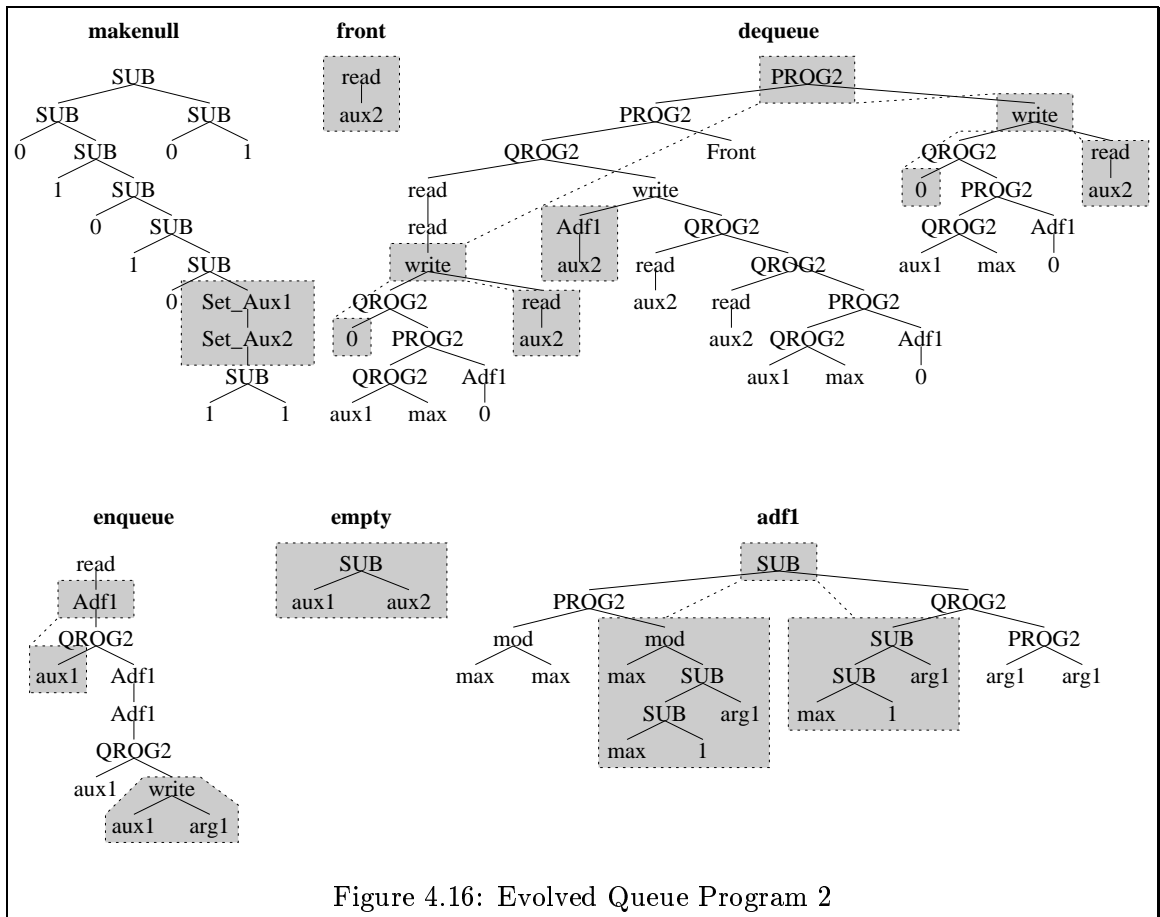 makenull front dequeue
SUB read PROG2
SUB SUB aux2 PROG2 write
0 SUB 0 1 QROG2 Front QROG2 read
1 SUB read write 0 PROG2 aux2
0 SUB read Adf1 QROG2 QROG2 Adf1
1 SUB write aux2 read QROG2 aux1 max 0
0 Set_Aux1 QROG2 read aux2 read PROG2
Set_Aux2 0 PROG2 aux2 aux2 QROG2 Adf1
SUB QROG2 Adf1 aux1 max 0
1 1 aux1 max 0
enqueue empty adf1
read SUB SUB
Adf1 aux1 aux2 PROG2 QROG2
QROG2 mod mod SUB PROG2
aux1 Adf1 max max max SUB SUB arg1 arg1 arg1
Adf1 SUB arg1 max 1
QROG2 max 1
aux1 write
aux1 arg1
Figure 4.16: Evolved Queue Program 2